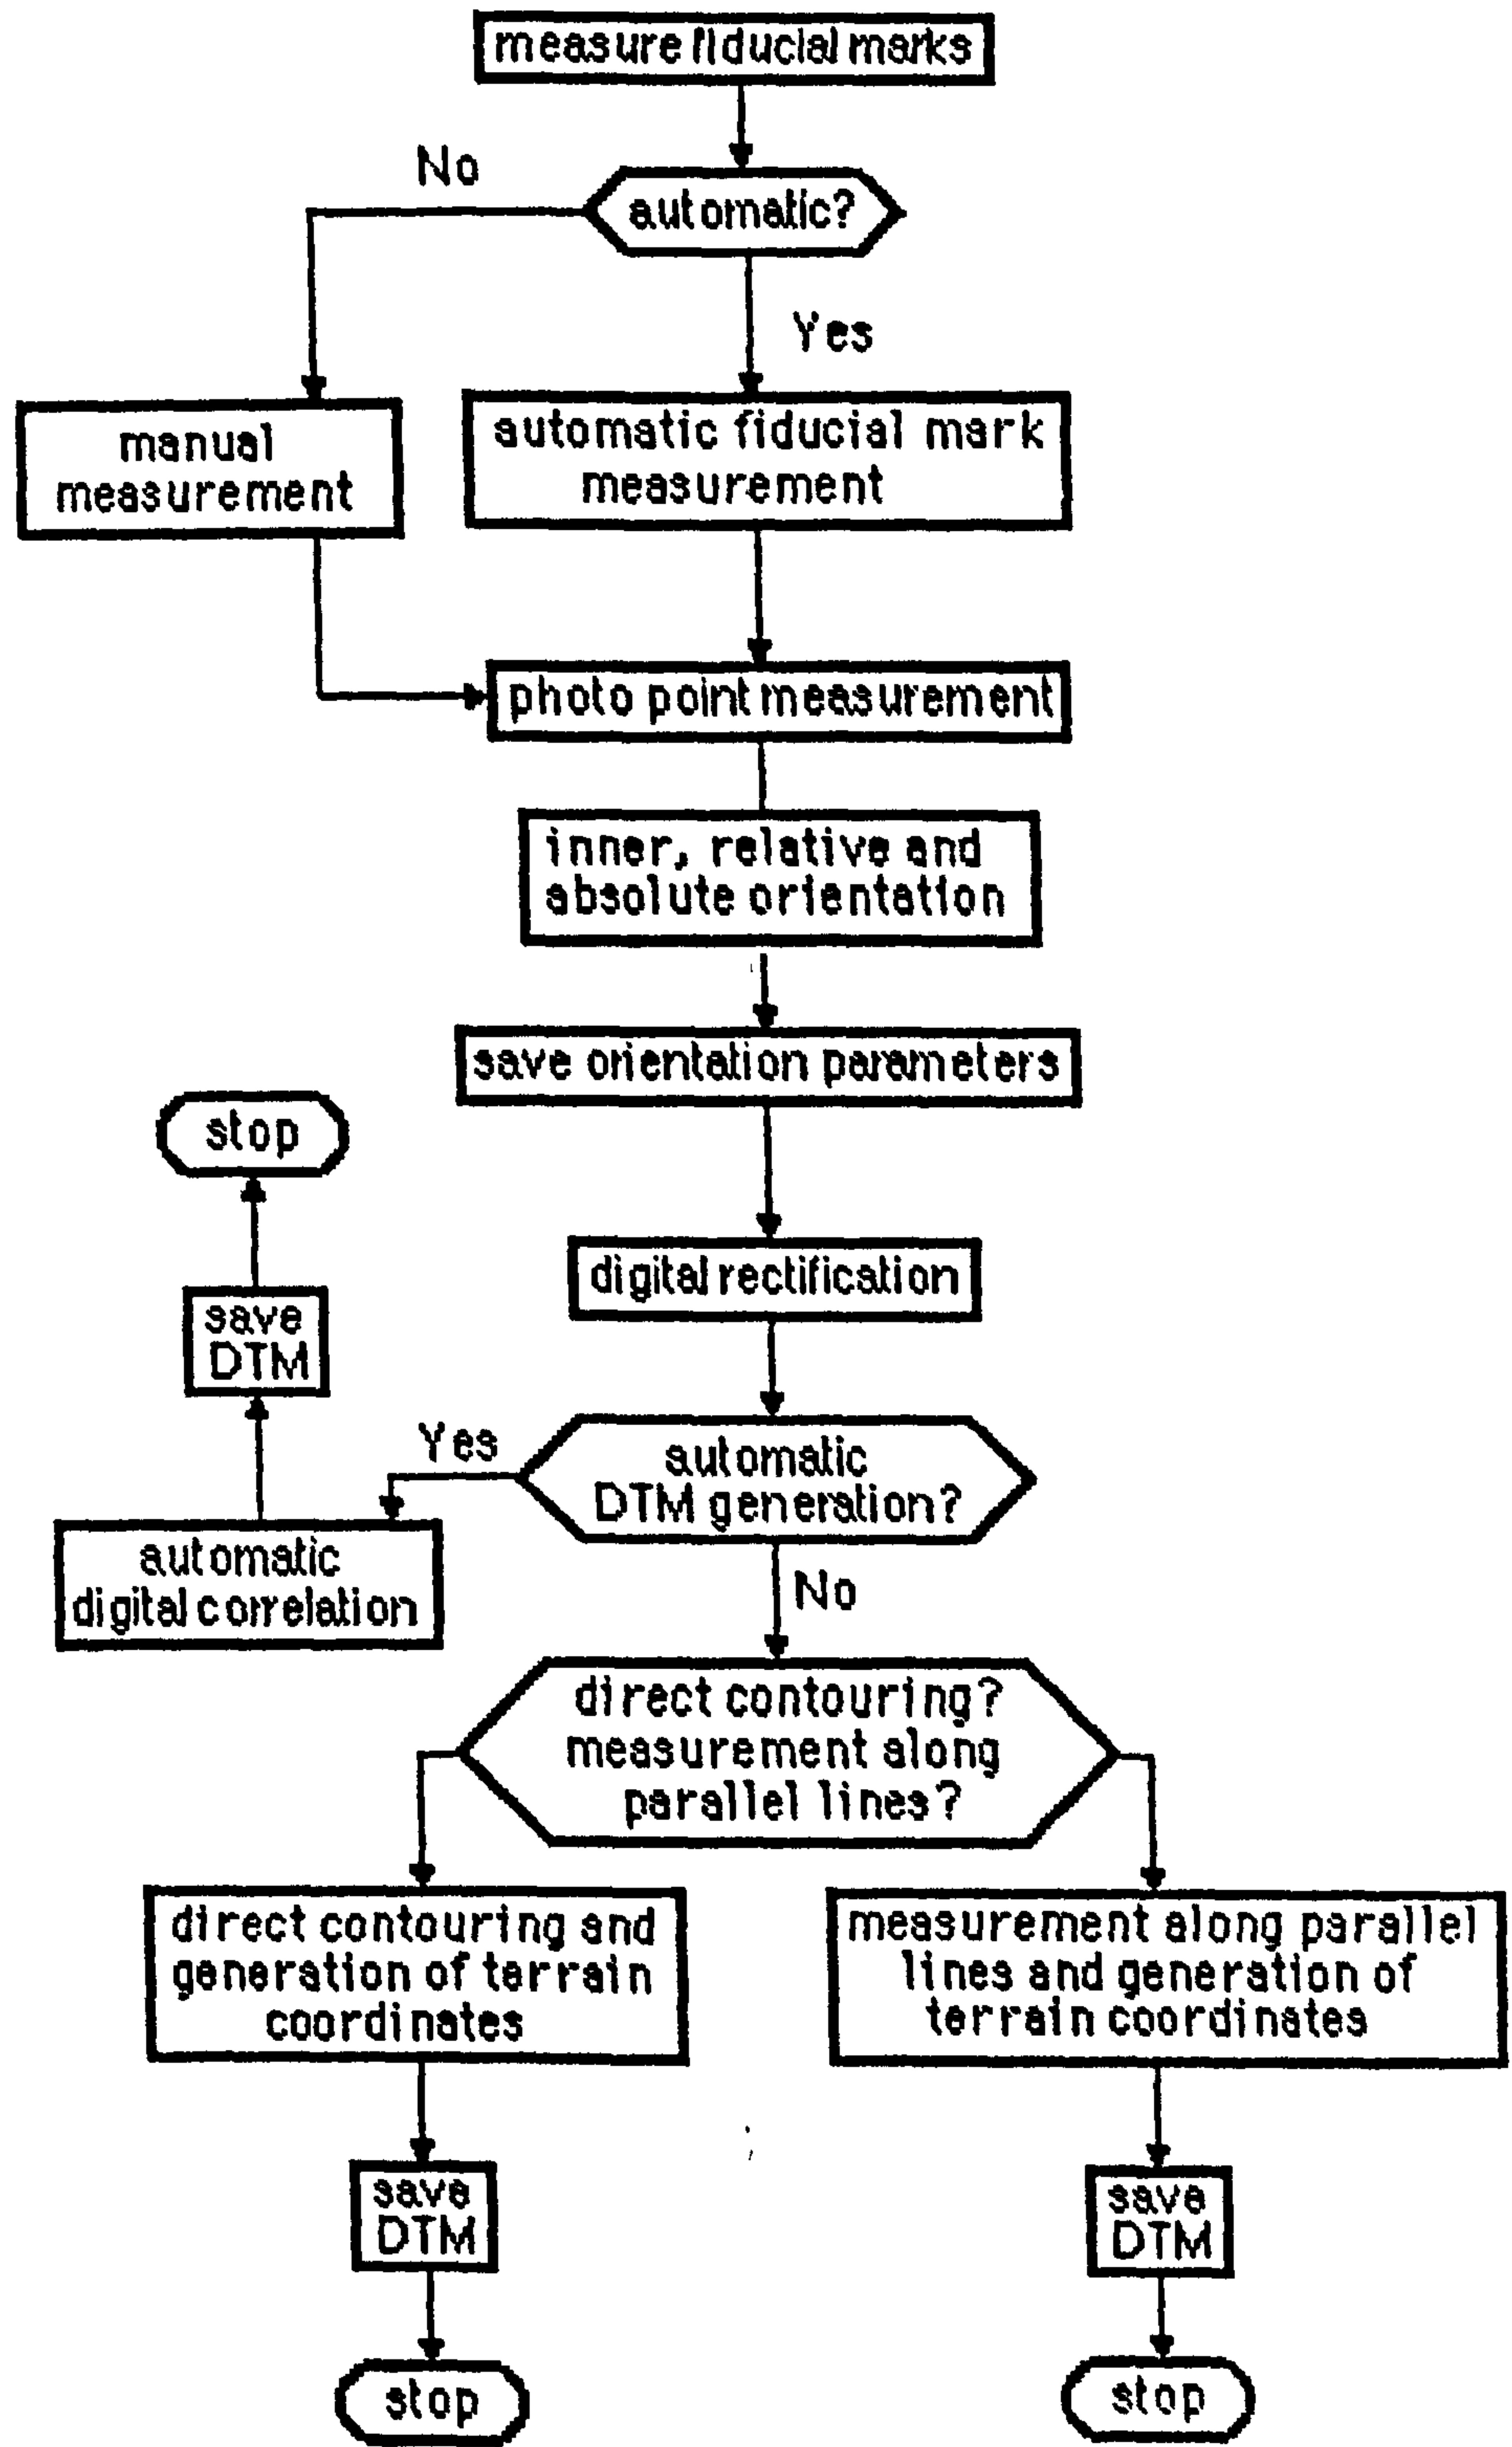 measure fiducial marks
No
automatic?
Yes
manual
measurement
automatic fiducial mark
measurement
photo point measurement
inner, relative and
absolute orientation
save orientation parameters
stop
digital rectification
save
DTM
Yes
automatic
DTM generation?
automatic
digital correlation
No
direct contouring?
measurement along
parallel lines?
direct contouring and
generation of terrain
coordinates
measurement along parallel
lines and generation of
terrain coordinates
save
DTM
save
DTM
stop
stop